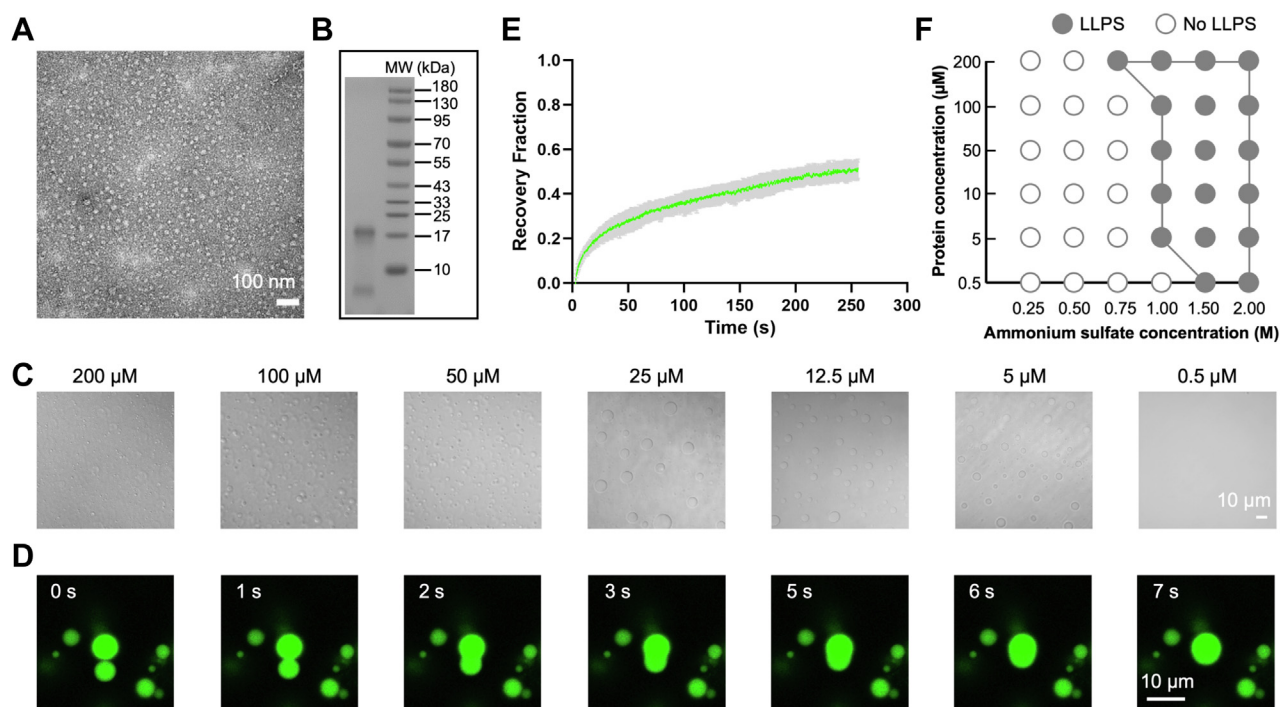 A
100 nm
B
MW (kDa)
180
130
95
70
55
43
33
25
17
10
E
Recovery Fraction
1.0
0.8
0.6
0.4
0.2
0.0
0 50 100 150 200 250 300
Time (s)
F
LLPS No LLPS
Protein concentration (µM)
200
100
50
10
5
0.5
0.25 0.50 0.75 1.00 1.50 2.00
Ammonium sulfate concentration (M)
C
200 µM 100 µM 50 µM 25 µM 12.5 µM 5 µM 0.5 µM
10 µm
D
0 s 1 s 2 s 3 s 5 s 6 s 7 s
10 µm